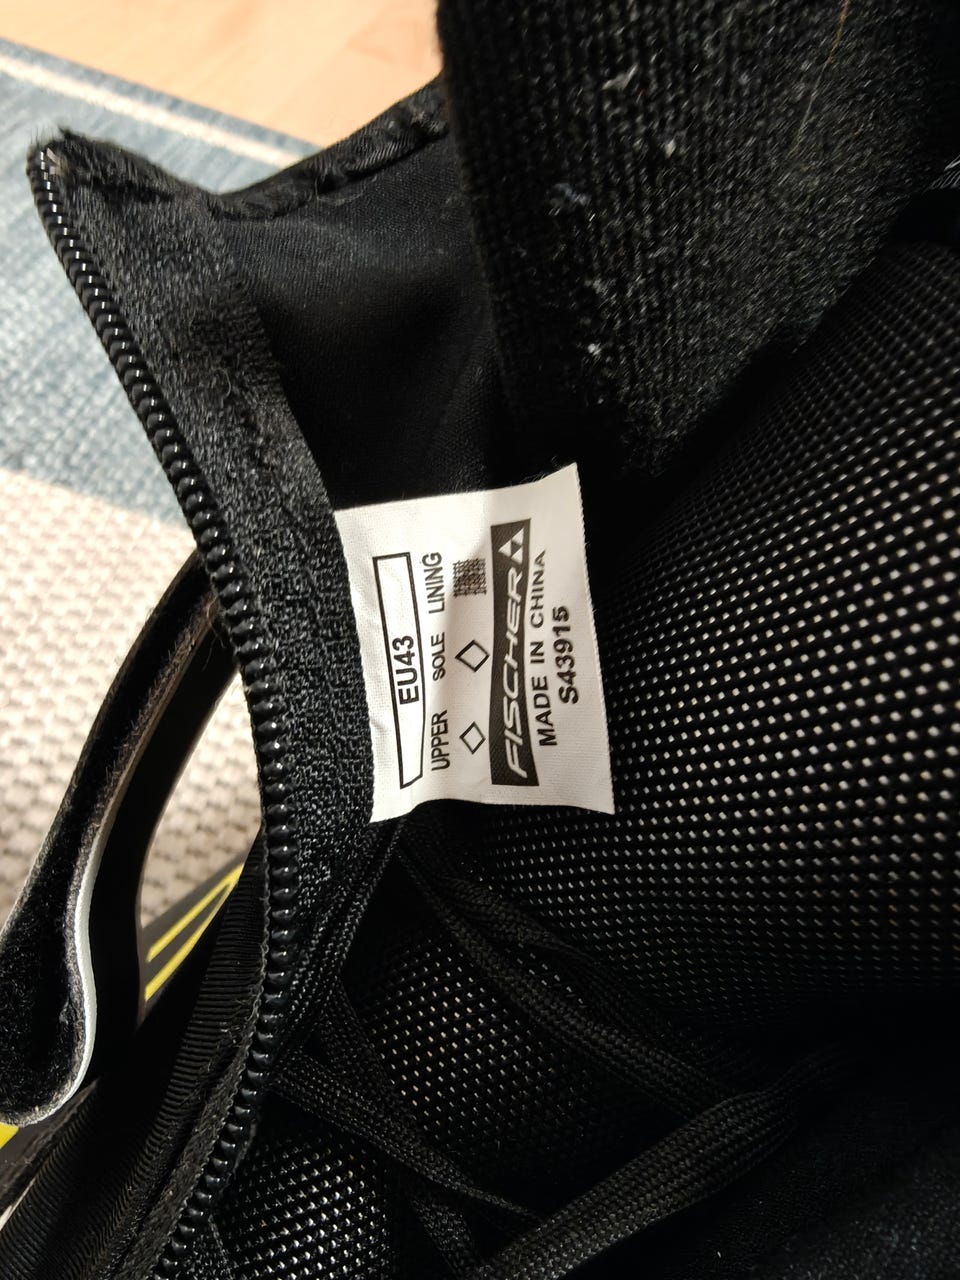 EU43
UPPER SOLE LINING
FISCHER
MADE IN CHINA
S43915